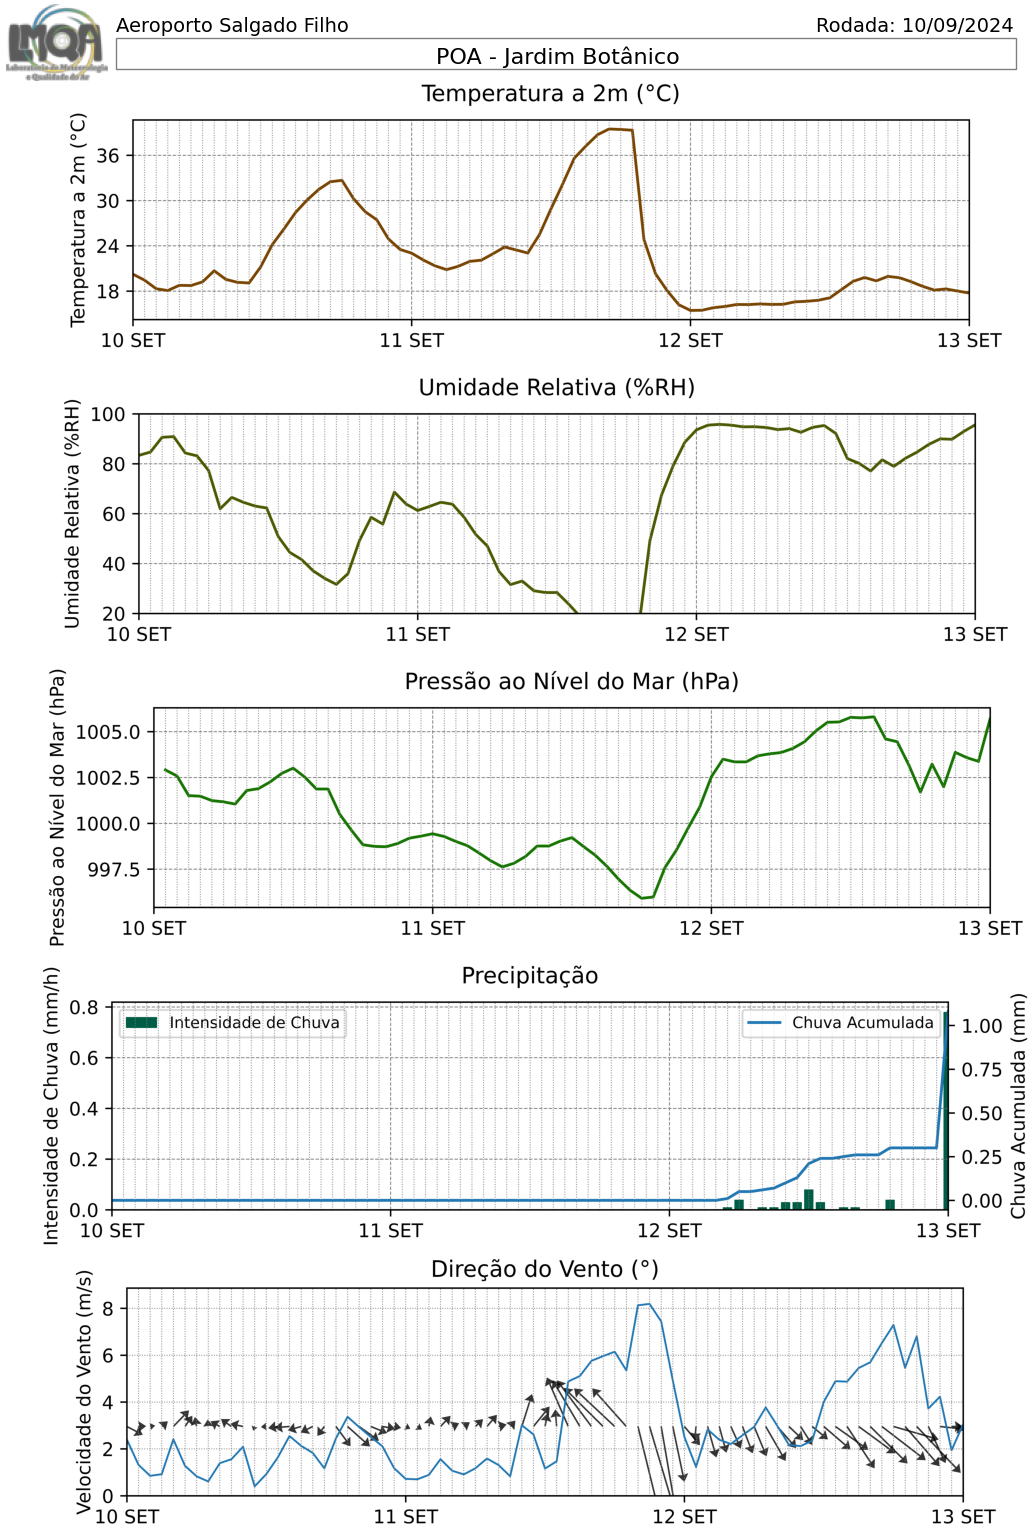 LMQA
Laboratório de Meteorologia
e Qualidade do Ar
Aeroporto Salgado Filho
Rodada: 10/09/2024
POA - Jardim Botânico
Temperatura a 2m (°C)
Temperatura a 2m (°C)
36
30
24
18
10 SET 11 SET 12 SET 13 SET
Umidade Relativa (%RH)
Umidade Relativa (%RH)
100
80
60
40
20
10 SET 11 SET 12 SET 13 SET
Pressão ao Nível do Mar (hPa)
Pressão ao Nível do Mar (hPa)
1005.0
1002.5
1000.0
997.5
10 SET 11 SET 12 SET 13 SET
Precipitação
Intensidade de Chuva (mm/h)
0.8
0.6
0.4
0.2
0.0
Intensidade de Chuva
Chuva Acumulada
1.00
0.75
0.50
0.25
0.00
Chuva Acumulada (mm)
10 SET 11 SET 12 SET 13 SET
Direção do Vento (°)
Velocidade do Vento (m/s)
8
6
4
2
0
10 SET 11 SET 12 SET 13 SET